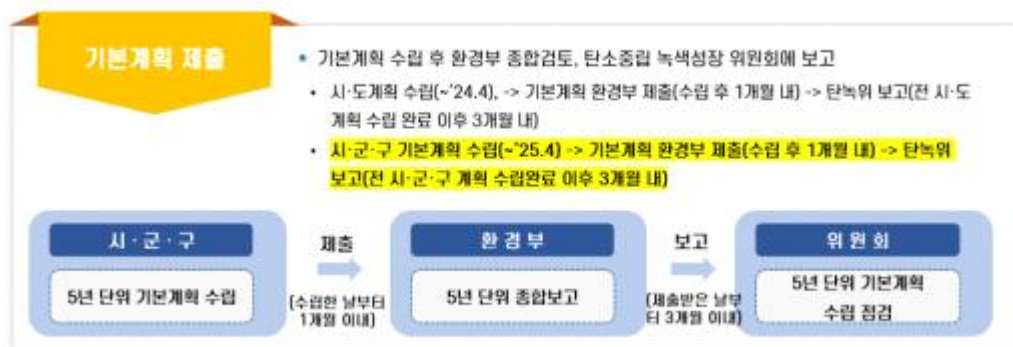 기본계획 제출
• 기본계획 수립 후 환경부 종합검토, 탄소중립 녹색성장 위원회에 보고
• 시·도계획 수립(~'24.4), -> 기본계획 환경부 제출(수립 후 1개월 내) -> 탄녹위 보고(전 시·도
계획 수립 완료 이후 3개월 내)
• 시·군·구 기본계획 수립(~'25.4) -> 기본계획 환경부 제출(수립 후 1개월 내) -> 탄녹위
보고(전 시·군·구 계획 수립완료 이후 3개월 내)
시·군·구
5년 단위 기본계획 수립
제출
(수립한 날부터
1개월 이내)
환경부
5년 단위 종합보고
보고
(제출받은 날부
터 3개월 이내)
위원회
5년 단위 기본계획
수립 점검